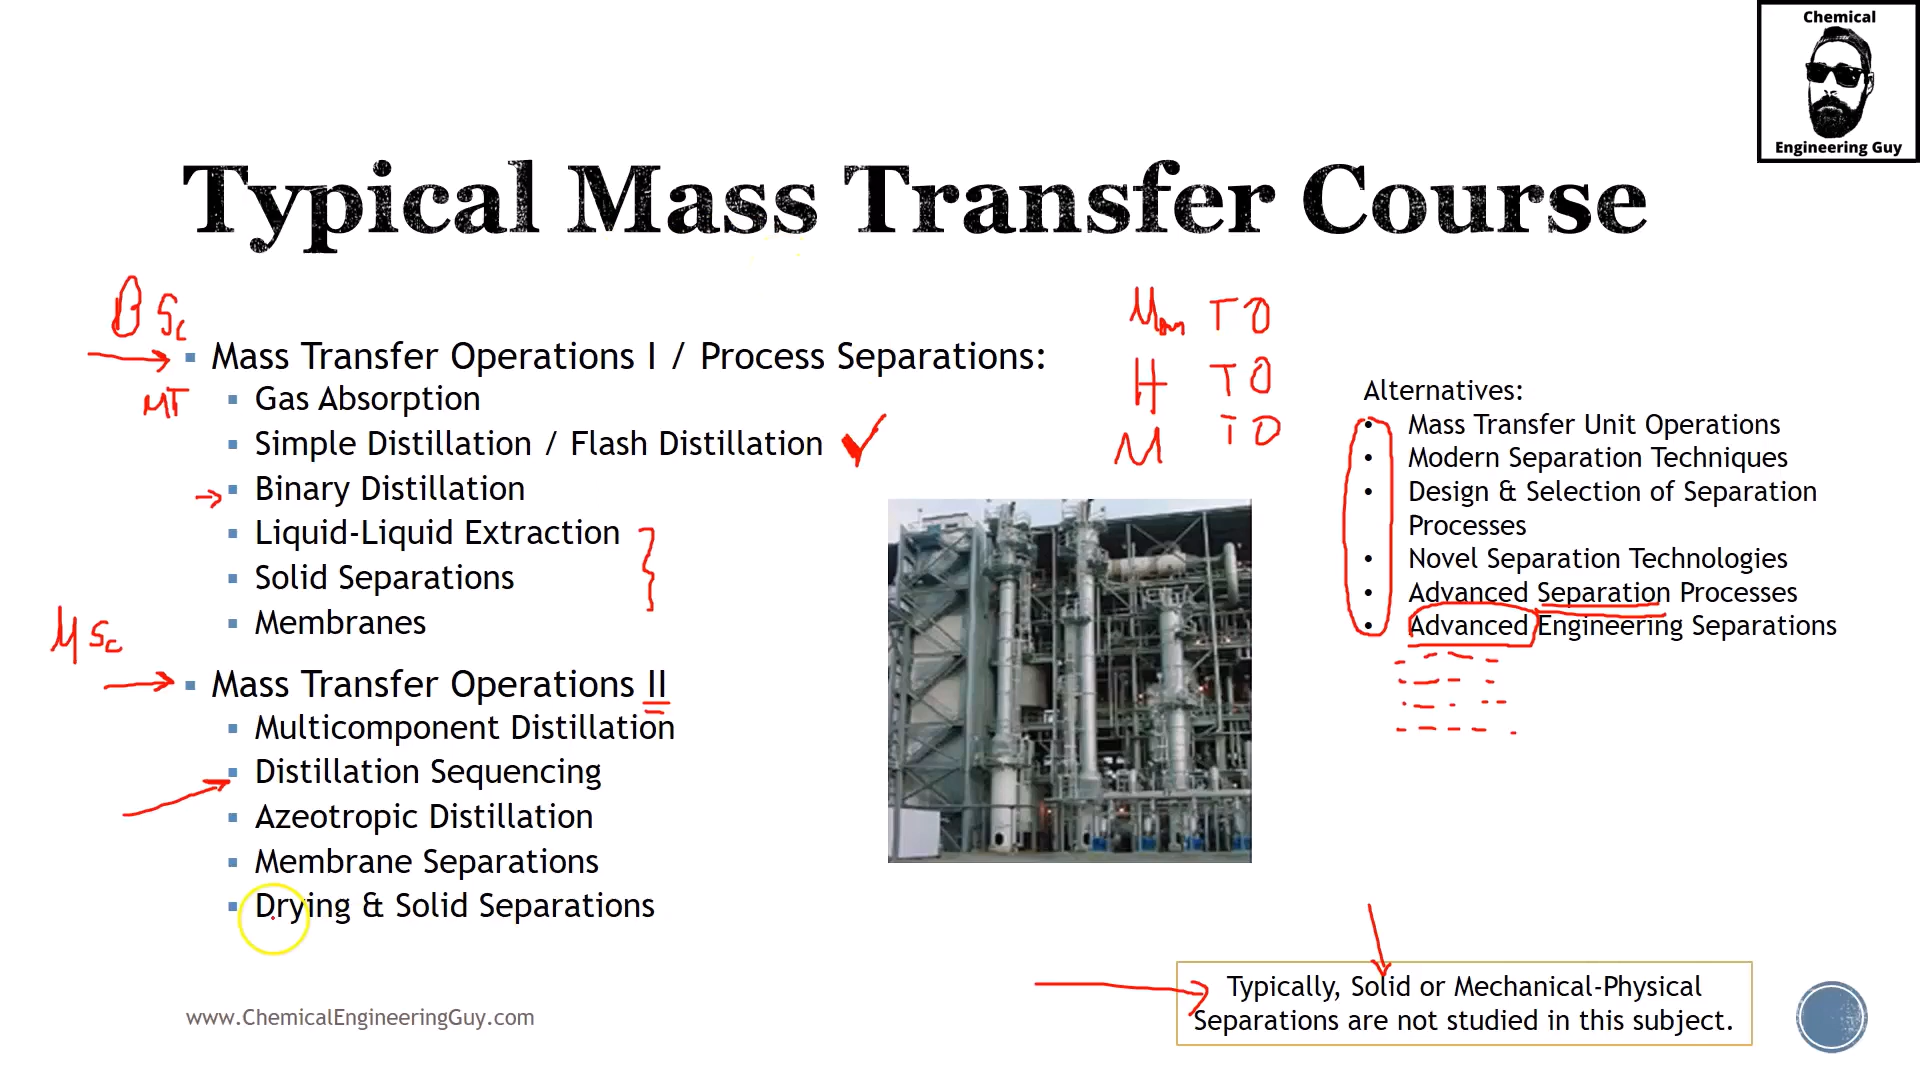 Chemical
Engineering Guy
Typical Mass Transfer Course
B Sc
Mass Transfer Operations I / Process Separations:
MT
Gas Absorption
Simple Distillation / Flash Distillation
Binary Distillation
Liquid-Liquid Extraction
Solid Separations
Membranes
M Sc
Mass Transfer Operations II
Multicomponent Distillation
Distillation Sequencing
Azeotropic Distillation
Membrane Separations
Drying & Solid Separations
Mom TO
H TO
M TO
Alternatives:
Mass Transfer Unit Operations
Modern Separation Techniques
Design & Selection of Separation
Processes
Novel Separation Technologies
Advanced Separation Processes
Advanced Engineering Separations
Typically, Solid or Mechanical-Physical
Separations are not studied in this subject.
www.ChemicalEngineeringGuy.com